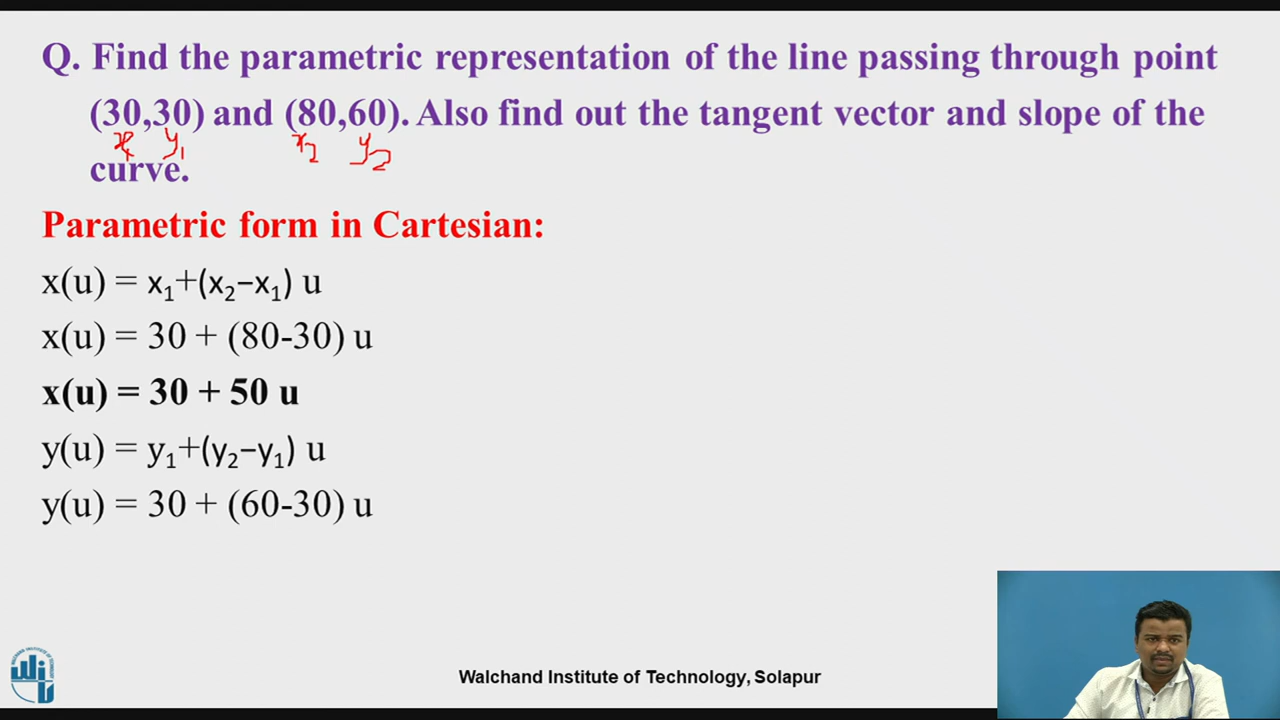 Q. Find the parametric representation of the line passing through point
(30,30) and (80,60). Also find out the tangent vector and slope of the
y₁ x₂ y₂
curve.
Parametric form in Cartesian:
x(u) = x₁+(x₂−x₁) u
x(u) = 30 + (80-30) u
x(u) = 30 + 50 u
y(u) = y₁+(y₂−y₁) u
y(u) = 30 + (60-30) u
Walchand Institute of Technology, Solapur